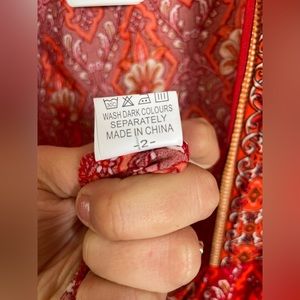 WASH DARK COLOURS
SEPARATELY
MADE IN CHINA
-2-